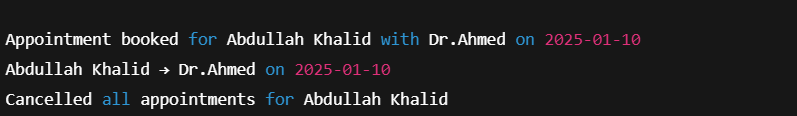 Appointment booked for Abdullah Khalid with Dr.Ahmed on 2025-01-10
Abdullah Khalid → Dr.Ahmed on 2025-01-10
Cancelled all appointments for Abdullah Khalid